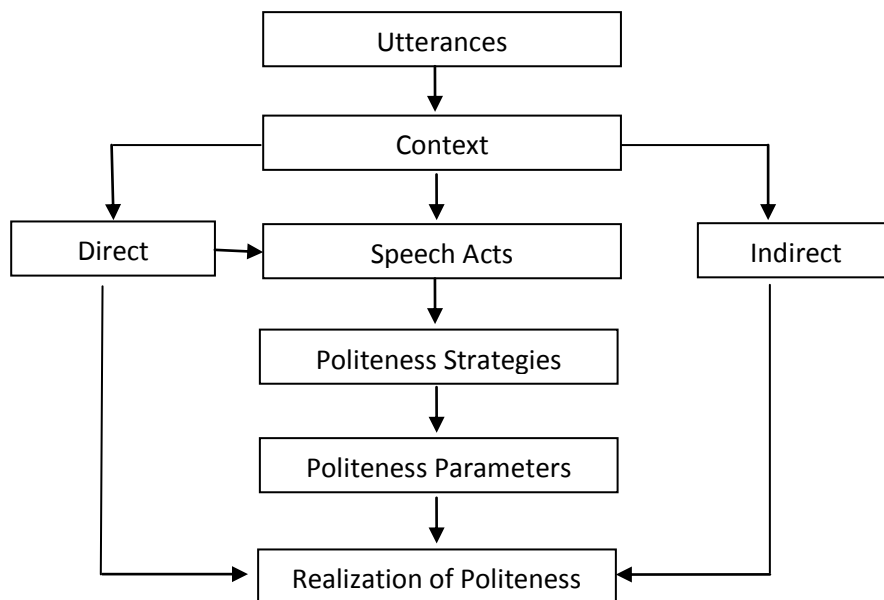 Utterances
Context
Direct
Speech Acts
Indirect
Politeness Strategies
Politeness Parameters
Realization of Politeness